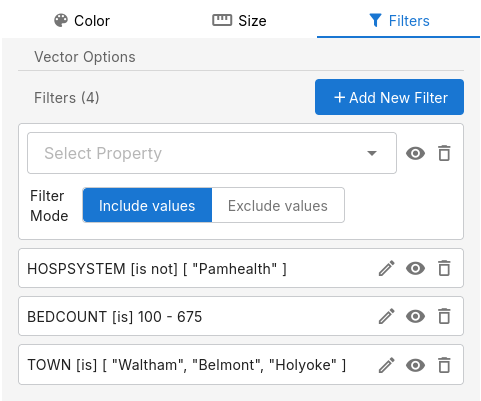 Color Size Filters
Vector Options
Filters (4) + Add New Filter
Select Property
Filter Mode Include values Exclude values
HOSPSYSTEM [is not] [ "Pamhealth" ]
BEDCOUNT [is] 100 - 675
TOWN [is] [ "Waltham", "Belmont", "Holyoke" ]